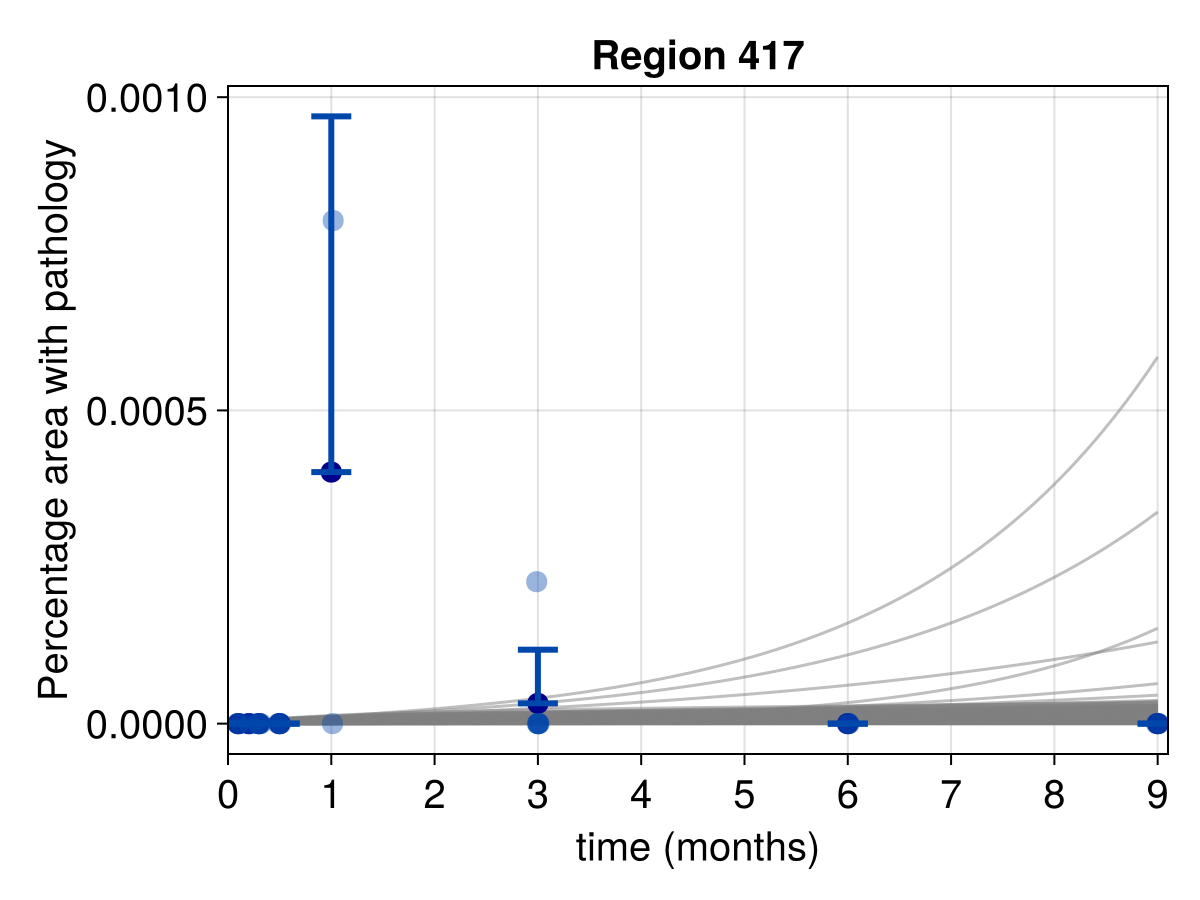 Region 417
Percentage area with pathology
0.0010
0.0005
0.0000
0 1 2 3 4 5 6 7 8 9
time (months)